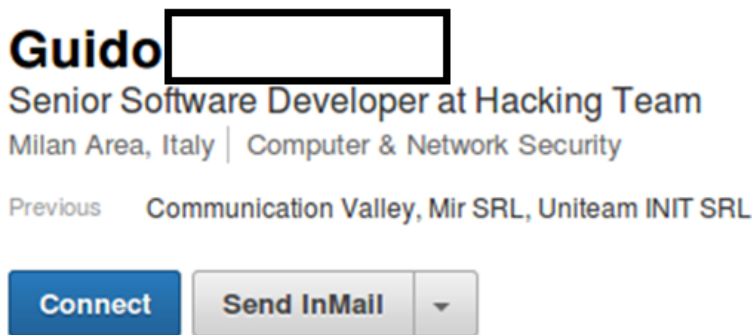 Guido
Senior Software Developer at Hacking Team
Milan Area, Italy | Computer & Network Security
Previous Communication Valley, Mir SRL, Uniteam INIT SRL
Connect Send InMail